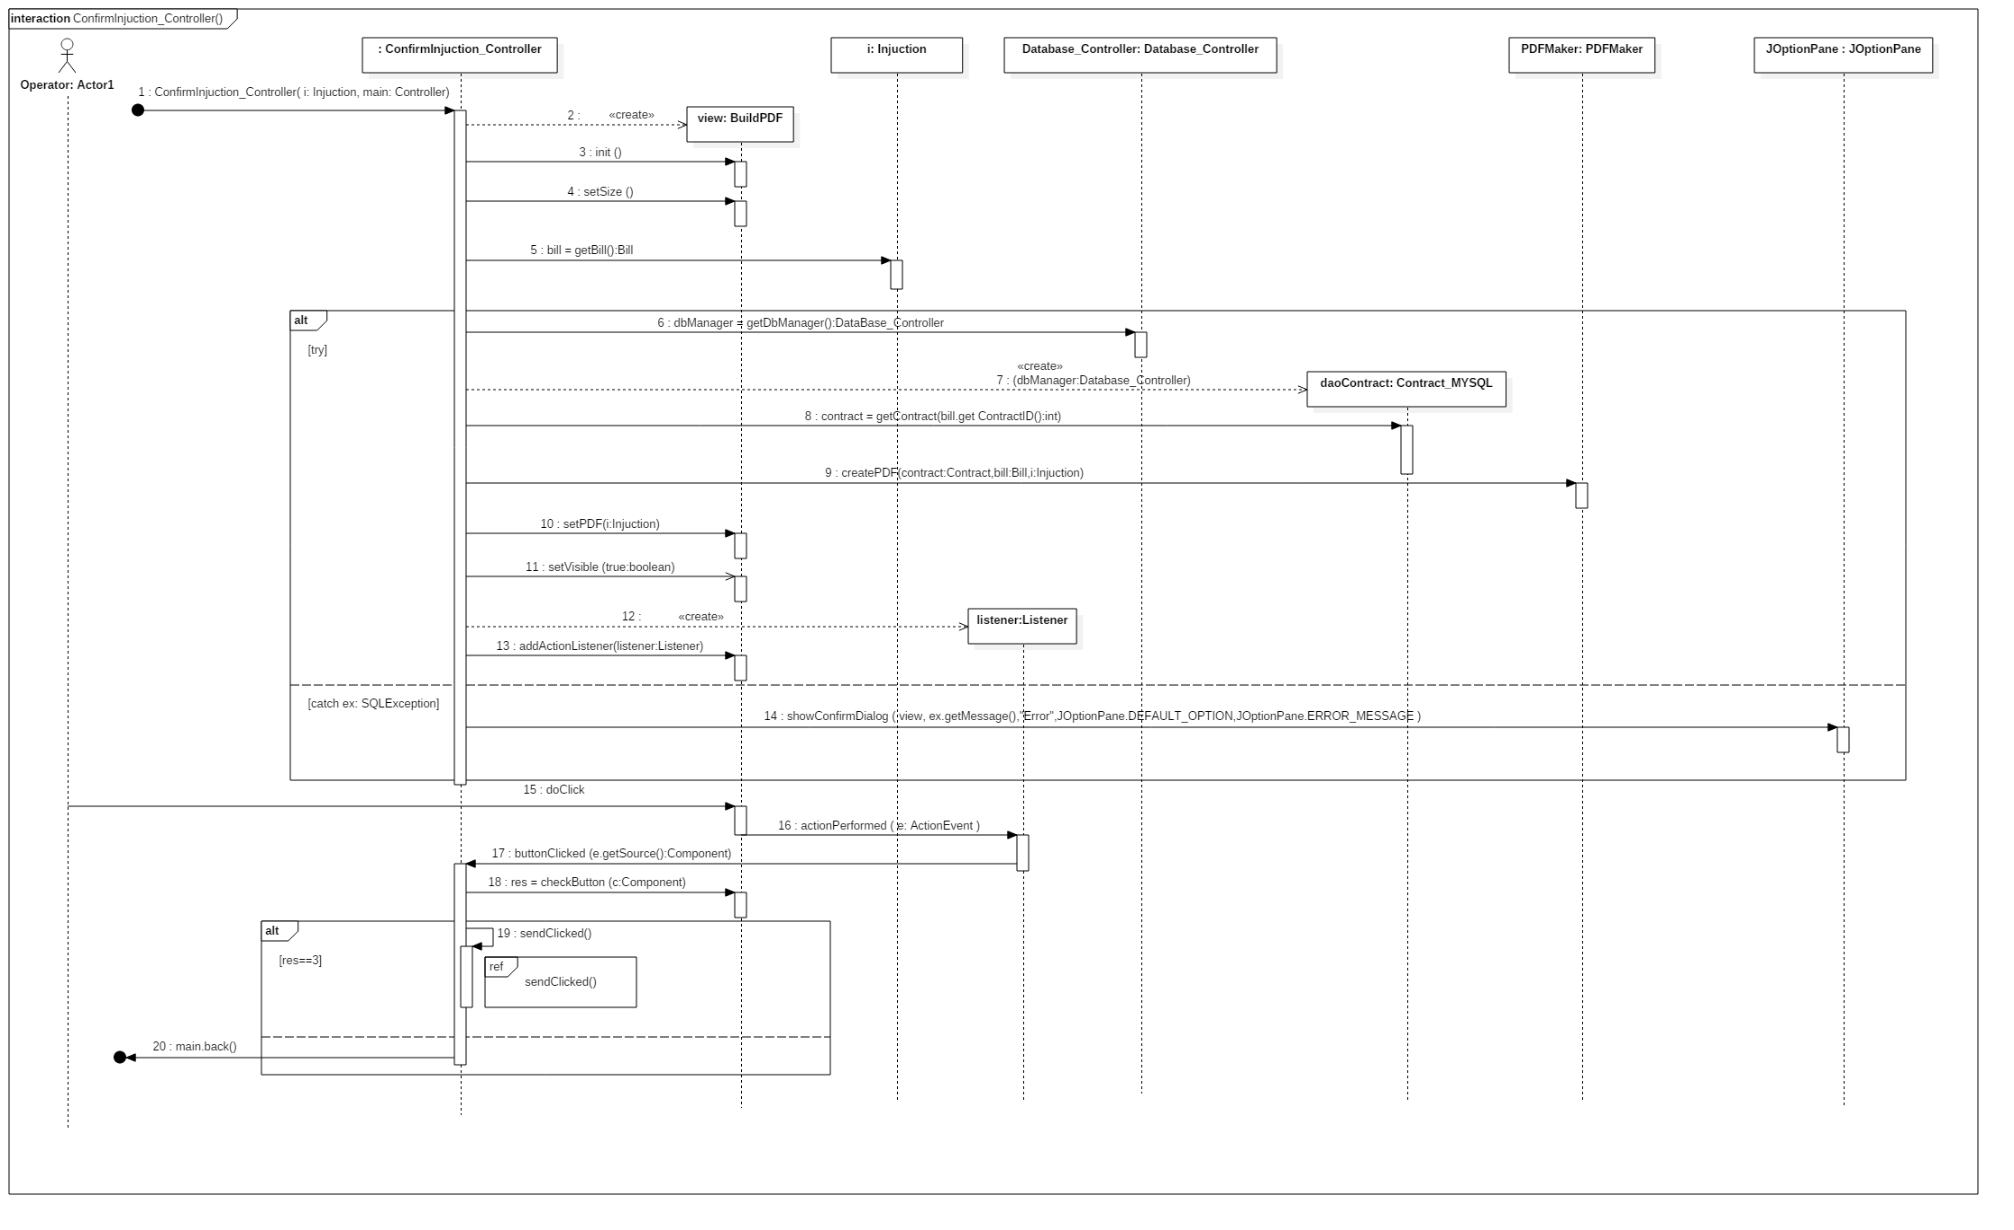 interaction ConfirmInjuction_Controller()
Operator: Actor1
: ConfirmInjuction_Controller
i: Injuction
Database_Controller: Database_Controller
PDFMaker: PDFMaker
JOptionPane : JOptionPane
1 : ConfirmInjuction_Controller( i: Injuction, main: Controller)
2 : «create»
view: BuildPDF
3 : init ()
4 : setSize ()
5 : bill = getBill():Bill
alt
[try]
6 : dbManager = getDbManager():DataBase_Controller
«create»
7 : (dbManager:Database_Controller)
daoContract: Contract_MYSQL
8 : contract = getContract(bill.get ContractID():int)
9 : createPDF(contract:Contract,bill:Bill,i:Injuction)
10 : setPDF(i:Injuction)
11 : setVisible (true:boolean)
12 : «create»
listener:Listener
13 : addActionListener(listener:Listener)
[catch ex: SQLException]
14 : showConfirmDialog ( view, ex.getMessage(),"Error",JOptionPane.DEFAULT_OPTION,JOptionPane.ERROR_MESSAGE )
15 : doClick
16 : actionPerformed ( e: ActionEvent )
17 : buttonClicked (e.getSource():Component)
18 : res = checkButton (c:Component)
alt
19 : sendClicked()
[res==3]
ref
sendClicked()
20 : main.back()